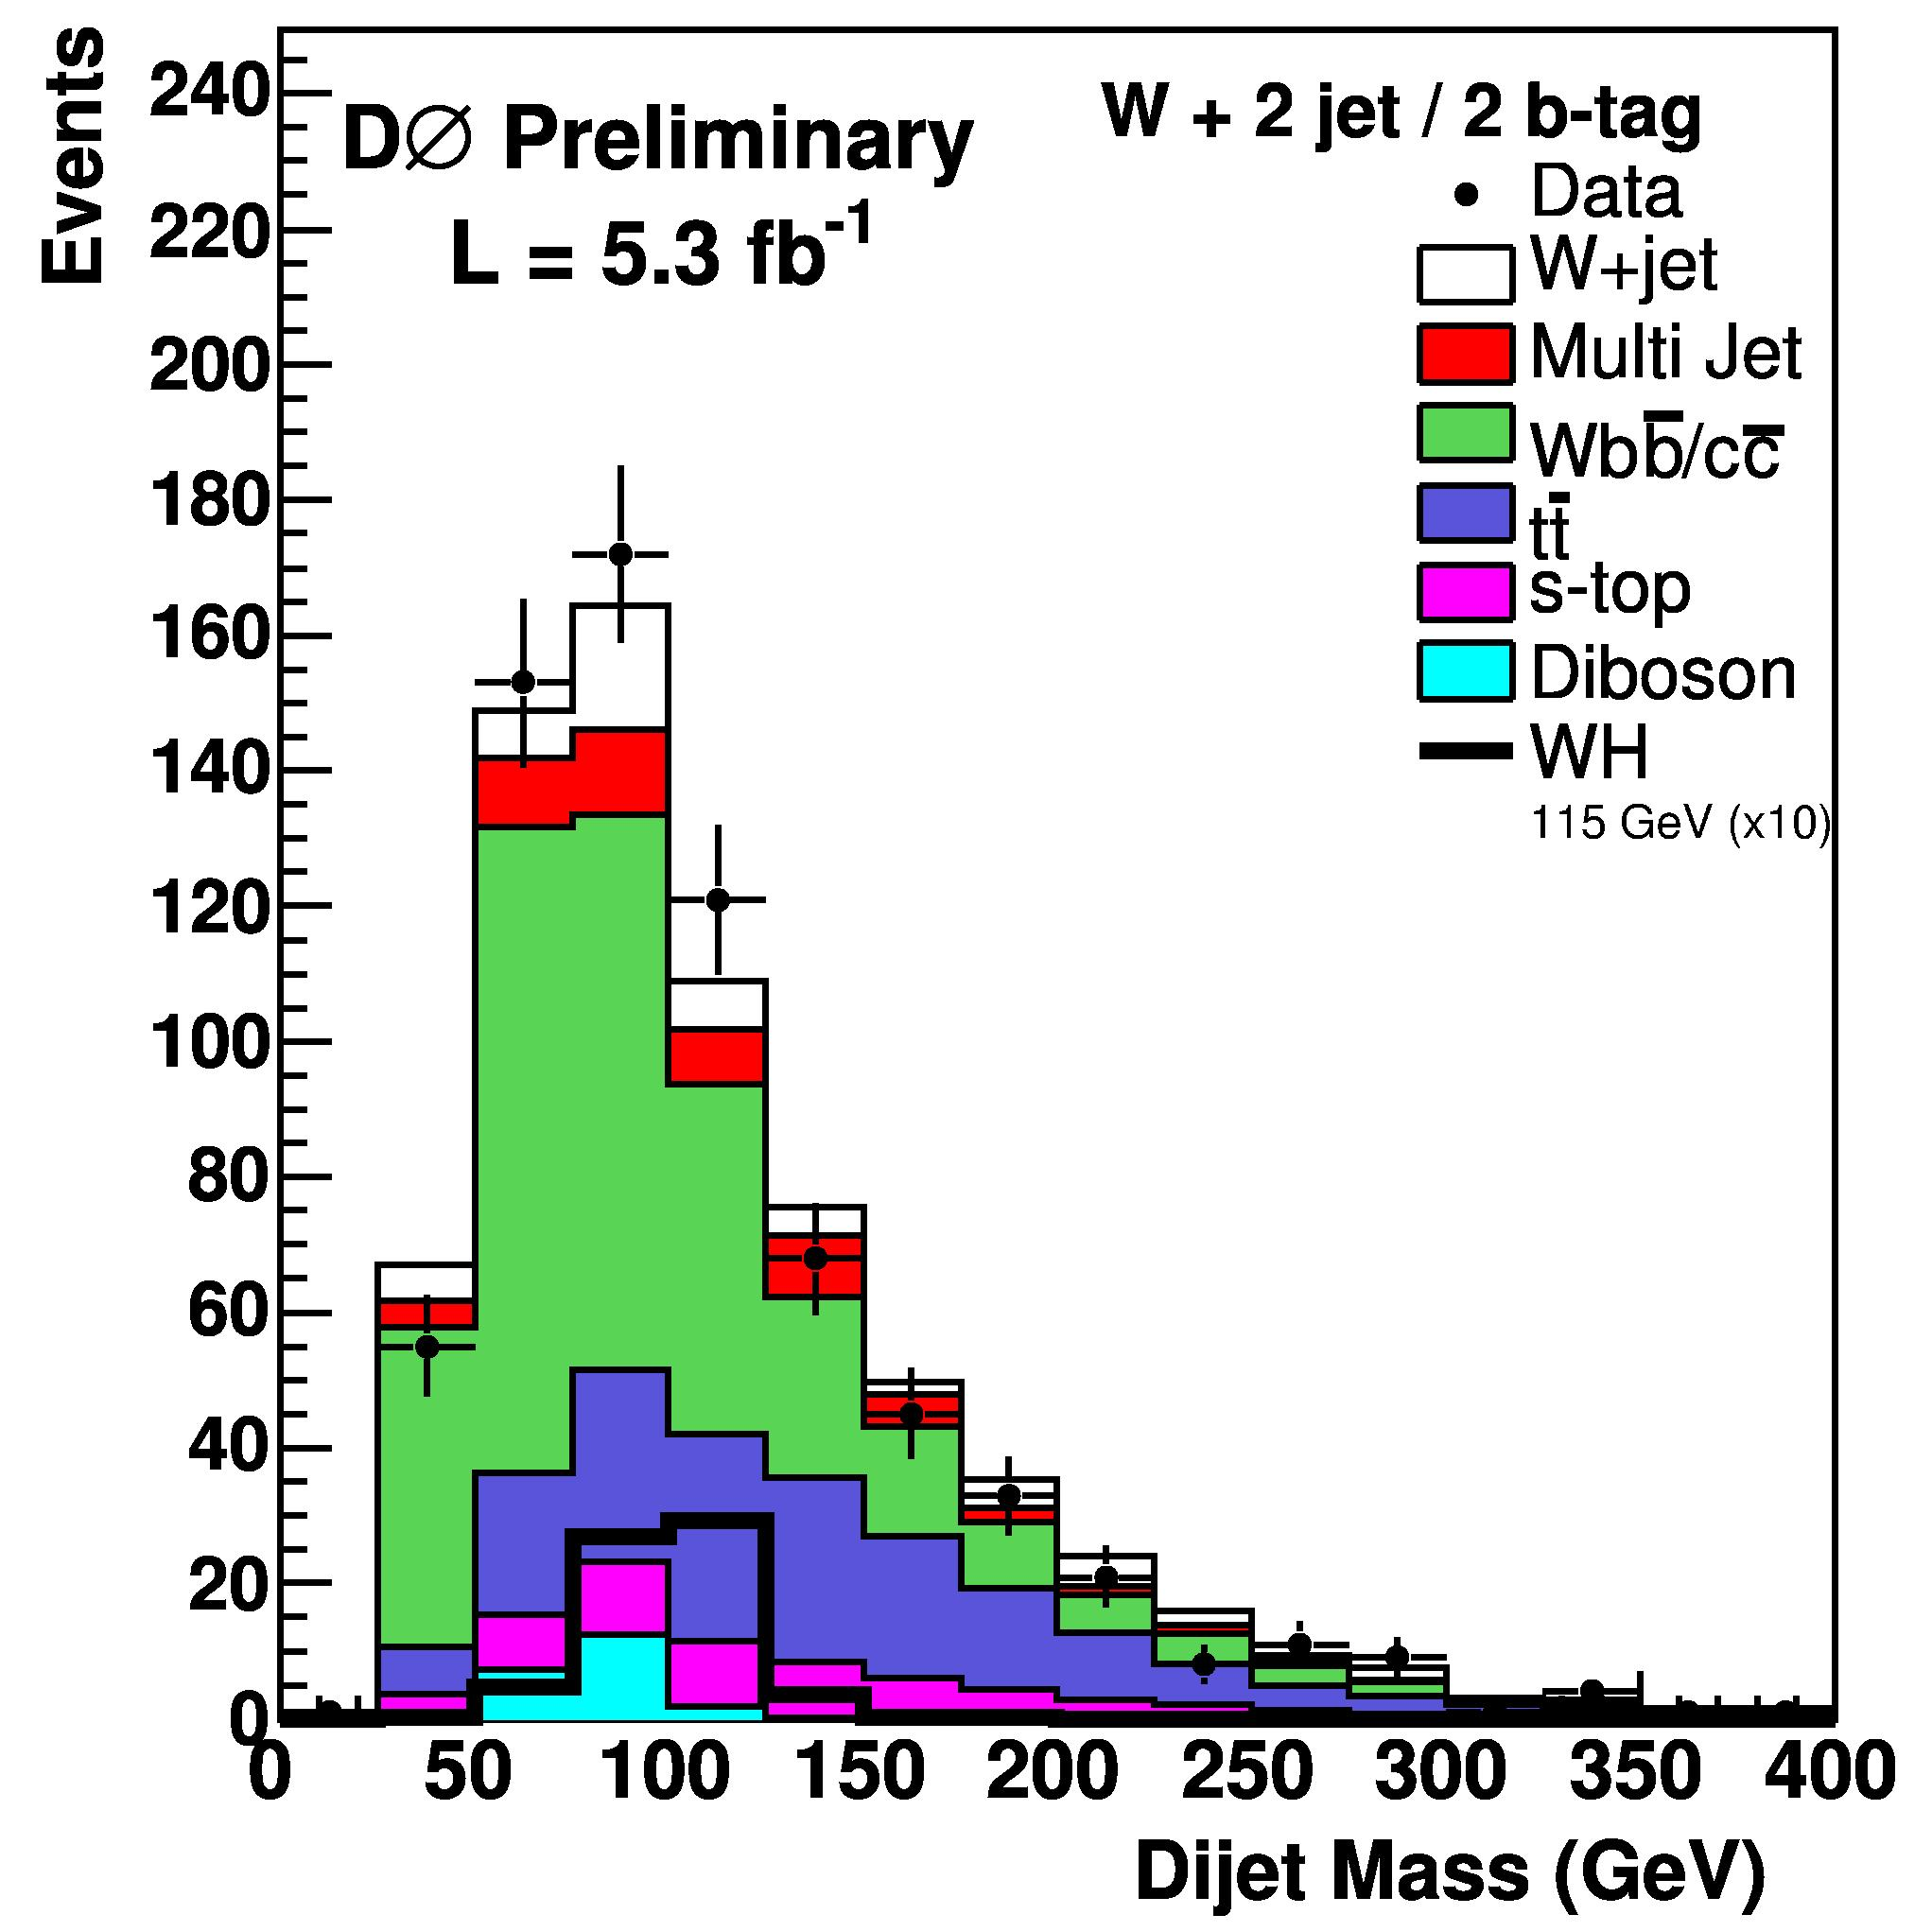 Events
240
220
200
180
160
140
120
100
80
60
40
20
0
DØ Preliminary
L = 5.3 fb⁻¹
W + 2 jet / 2 b-tag
Data
W+jet
Multi Jet
Wbb̅/cc̅
tt̅
s-top
Diboson
WH
115 GeV (x10)
0 50 100 150 200 250 300 350 400
Dijet Mass (GeV)